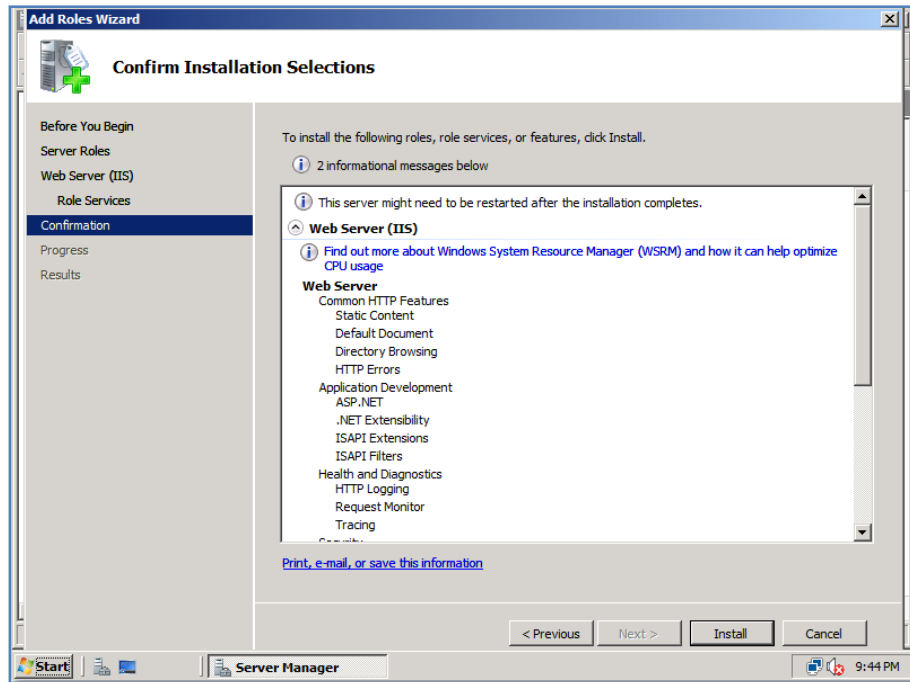 Add Roles Wizard
Confirm Installation Selections
Before You Begin
Server Roles
Web Server (IIS)
Role Services
Confirmation
Progress
Results
To install the following roles, role services, or features, click Install.
2 informational messages below
This server might need to be restarted after the installation completes.
Web Server (IIS)
Find out more about Windows System Resource Manager (WSRM) and how it can help optimize
CPU usage
Web Server
Common HTTP Features
Static Content
Default Document
Directory Browsing
HTTP Errors
Application Development
ASP.NET
.NET Extensibility
ISAPI Extensions
ISAPI Filters
Health and Diagnostics
HTTP Logging
Request Monitor
Tracing
Print, e-mail, or save this information
< Previous
Next >
Install
Cancel
Start
Server Manager
9:44 PM